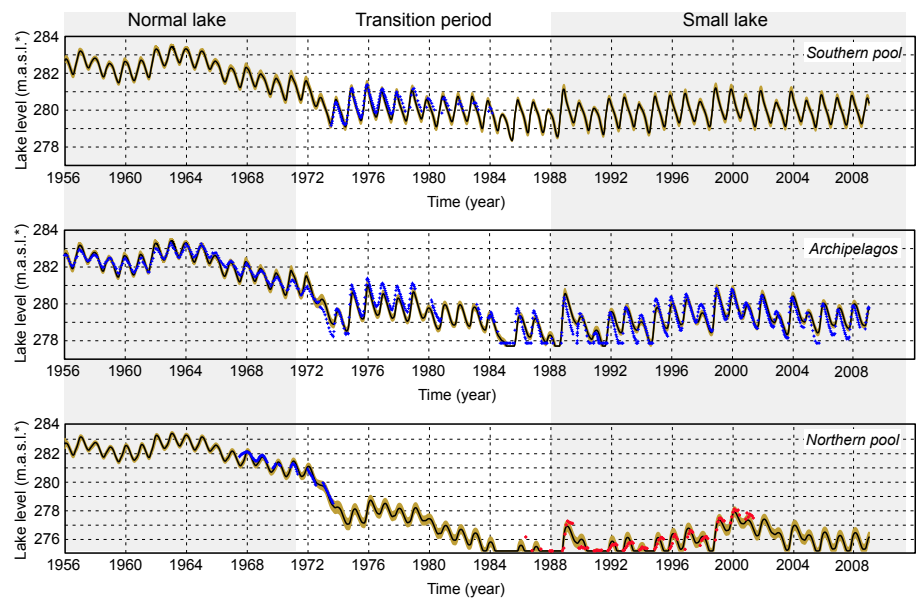 Normal lake Transition period Small lake
284
282
280
278
Lake level (m.a.s.l.*)
Southern pool
1956 1960 1964 1968 1972 1976 1980 1984 1988 1992 1996 2000 2004 2008
Time (year)
284
282
280
278
Lake level (m.a.s.l.*)
Archipelagos
1956 1960 1964 1968 1972 1976 1980 1984 1988 1992 1996 2000 2004 2008
Time (year)
284
282
280
278
276
Lake level (m.a.s.l.*)
Northern pool
1956 1960 1964 1968 1972 1976 1980 1984 1988 1992 1996 2000 2004 2008
Time (year)